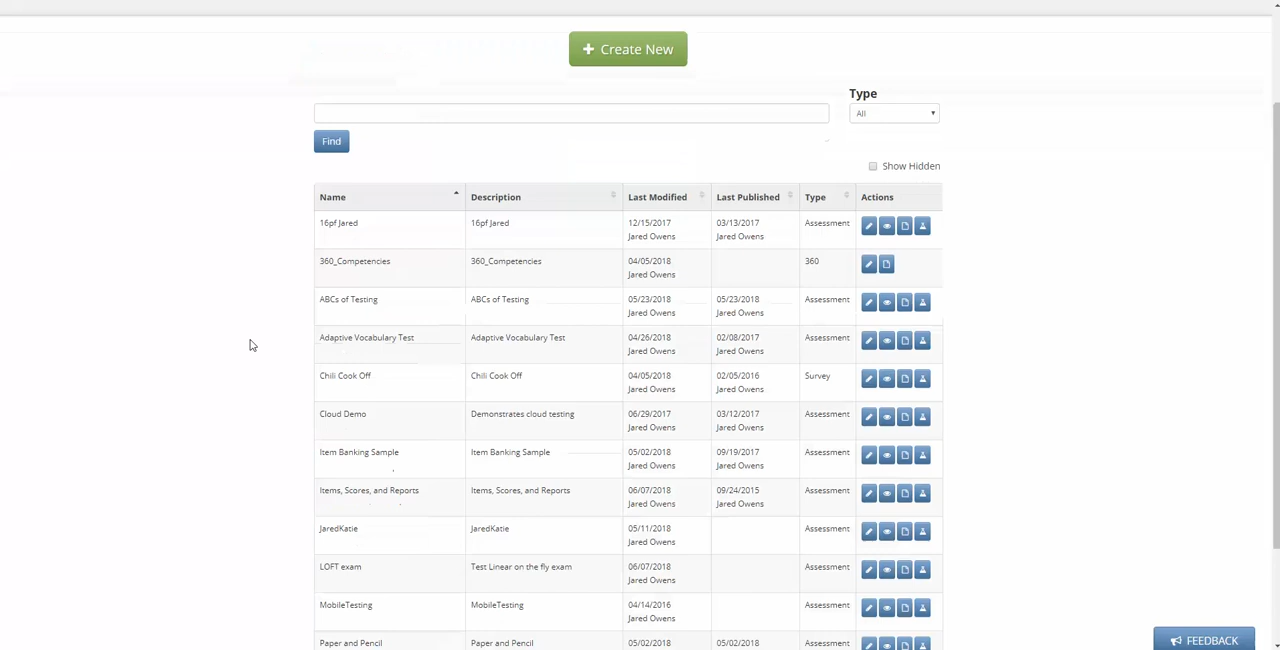 Create New
Type
All
Find
Show Hidden
Name Description Last Modified Last Published Type Actions
16pf Jared 16pf Jared 12/15/2017 03/13/2017 Assessment
Jared Owens Jared Owens
360_Competencies 360_Competencies 04/05/2018 360
Jared Owens
ABCs of Testing ABCs of Testing 05/23/2018 05/23/2018 Assessment
Jared Owens Jared Owens
Adaptive Vocabulary Test Adaptive Vocabulary Test 04/26/2018 02/08/2017 Assessment
Jared Owens Jared Owens
Chili Cook Off Chili Cook Off 04/05/2018 02/05/2016 Survey
Jared Owens Jared Owens
Cloud Demo Demonstrates cloud testing 06/29/2017 03/12/2017 Assessment
Jared Owens Jared Owens
Item Banking Sample Item Banking Sample 05/02/2018 09/19/2017 Assessment
Jared Owens Jared Owens
Items, Scores, and Reports Items, Scores, and Reports 06/07/2018 09/24/2015 Assessment
Jared Owens Jared Owens
JaredKatie JaredKatie 05/11/2018 Assessment
Jared Owens
LOFT exam Test Linear on the fly exam 06/07/2018 Assessment
Jared Owens
MobileTesting MobileTesting 04/14/2016 Assessment
Jared Owens
Paper and Pencil Paper and Pencil 05/02/2018 05/02/2018 Assessment
FEEDBACK